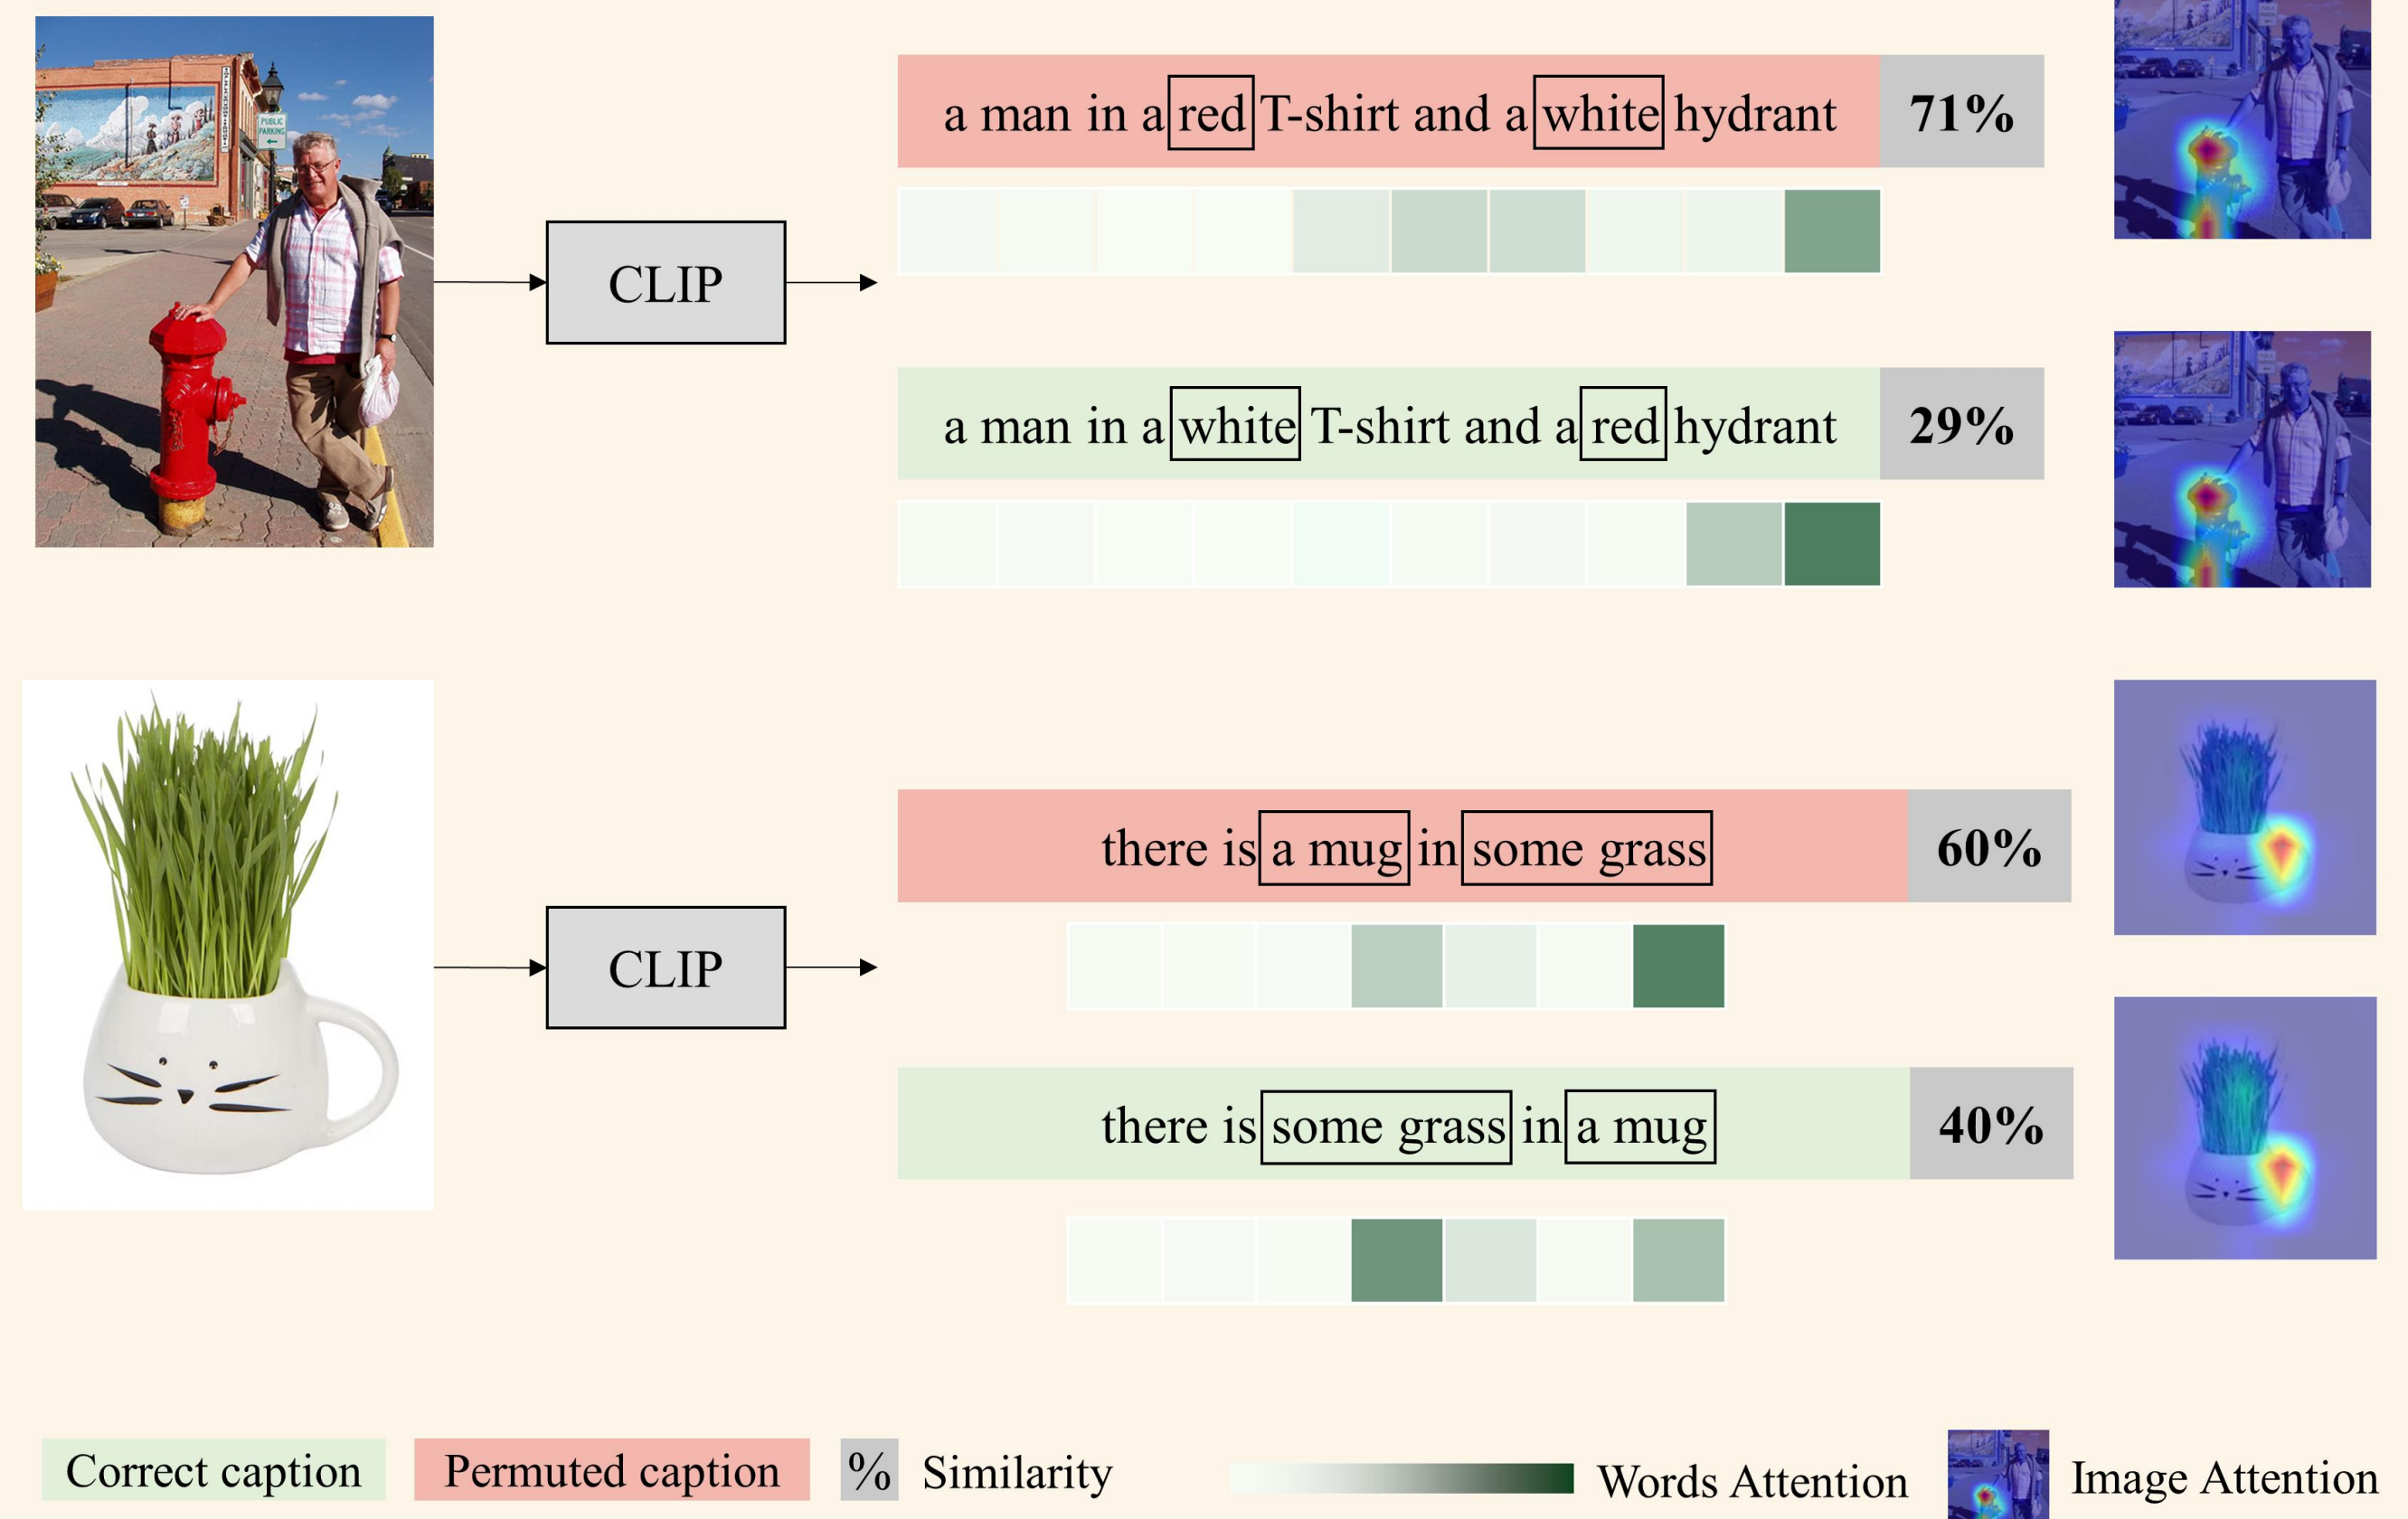 PUBLIC
PARKING
a man in a red T-shirt and a white hydrant 71%
CLIP
a man in a white T-shirt and a red hydrant 29%
there is a mug in some grass 60%
CLIP
there is some grass in a mug 40%
Correct caption Permuted caption % Similarity Words Attention Image Attention